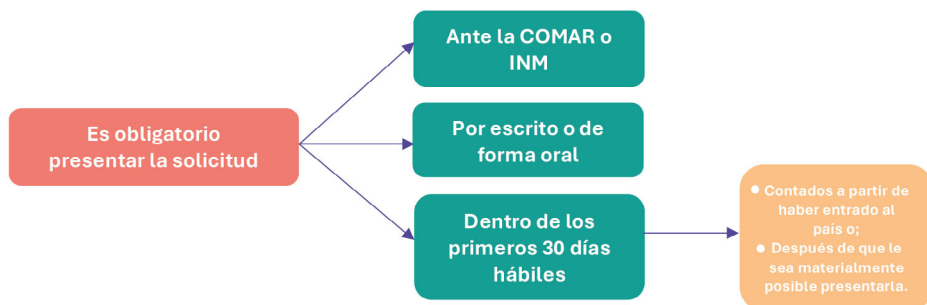 Es obligatorio
presentar la solicitud
Ante la COMAR o
INM
Por escrito o de
forma oral
Dentro de los
primeros 30 días
hábiles
● Contados a partir de
haber entrado al
país o;
● Después de que le
sea materialmente
posible presentarla.